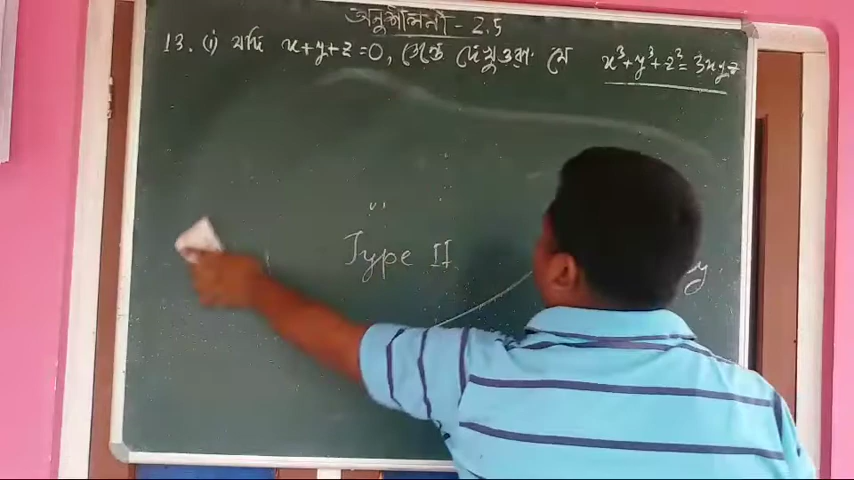 অনুশীলনী - 2.5
13. (i) যদি x+y+z=0, তেন্তে দেখুওৱা যে x³+y³+z³=3xyz
Type II
y